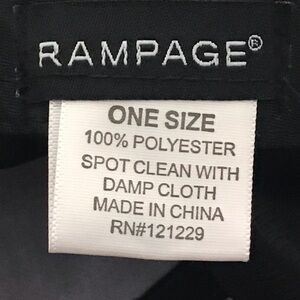 RAMPAGE®
ONE SIZE
100% POLYESTER
SPOT CLEAN WITH
DAMP CLOTH
MADE IN CHINA
RN#121229